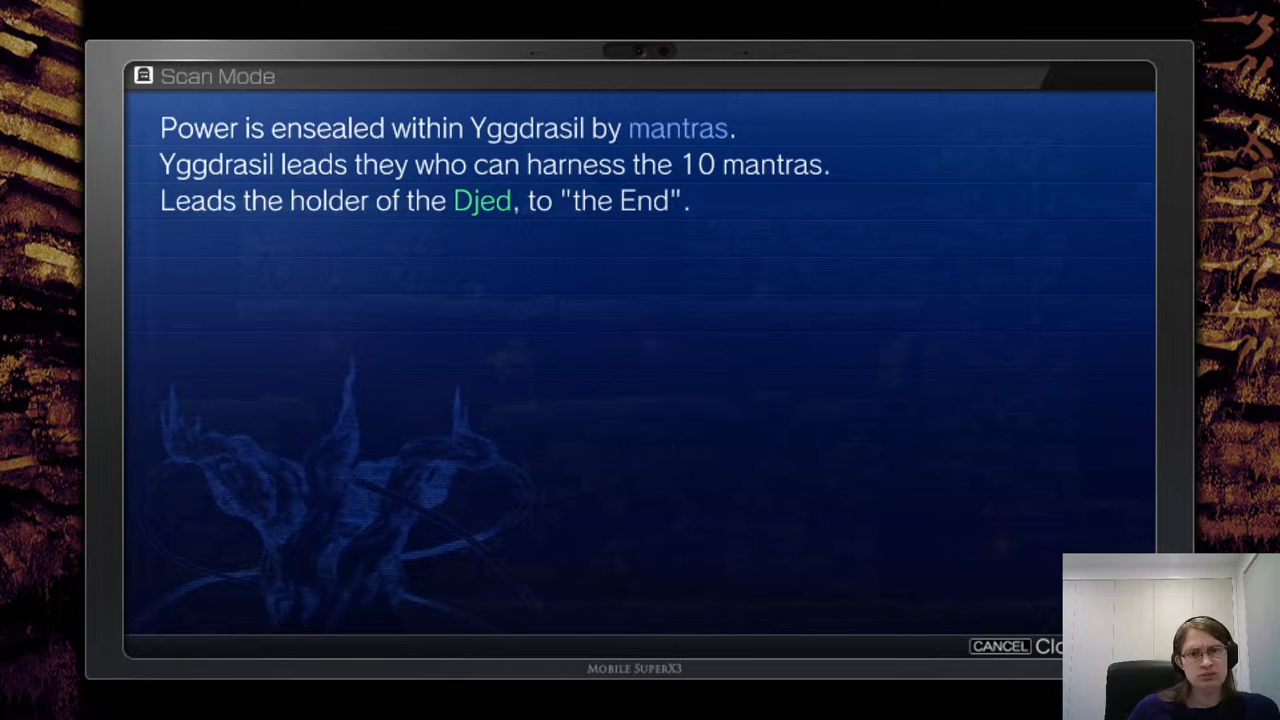 Scan Mode
Power is ensealed within Yggdrasil by mantras.
Yggdrasil leads they who can harness the 10 mantras.
Leads the holder of the Djed, to "the End".
CANCEL Clo
MOBILE SUPERX3